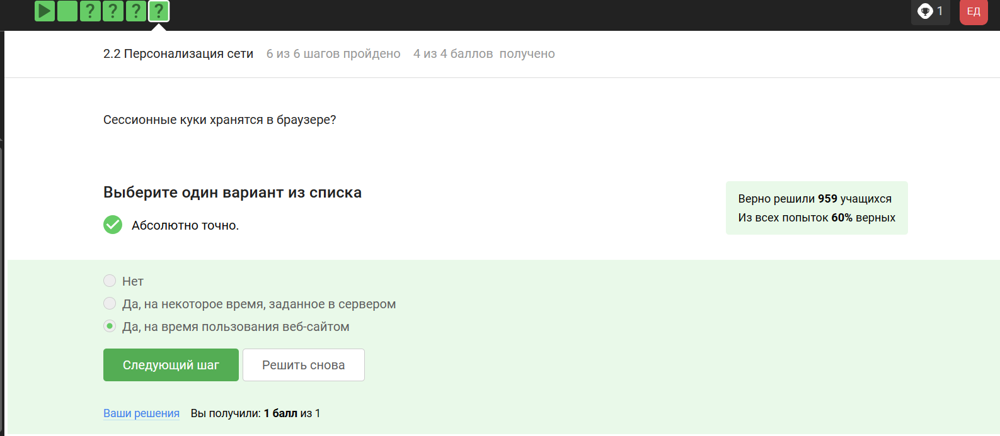 ? ? ? ?
1
ЕД
2.2 Персонализация сети 6 из 6 шагов пройдено 4 из 4 баллов получено
Сессионные куки хранятся в браузере?
Выберите один вариант из списка
Абсолютно точно.
Верно решили 959 учащихся
Из всех попыток 60% верных
Нет
Да, на некоторое время, заданное в сервером
Да, на время пользования веб-сайтом
Следующий шаг
Решить снова
Ваши решения Вы получили: 1 балл из 1